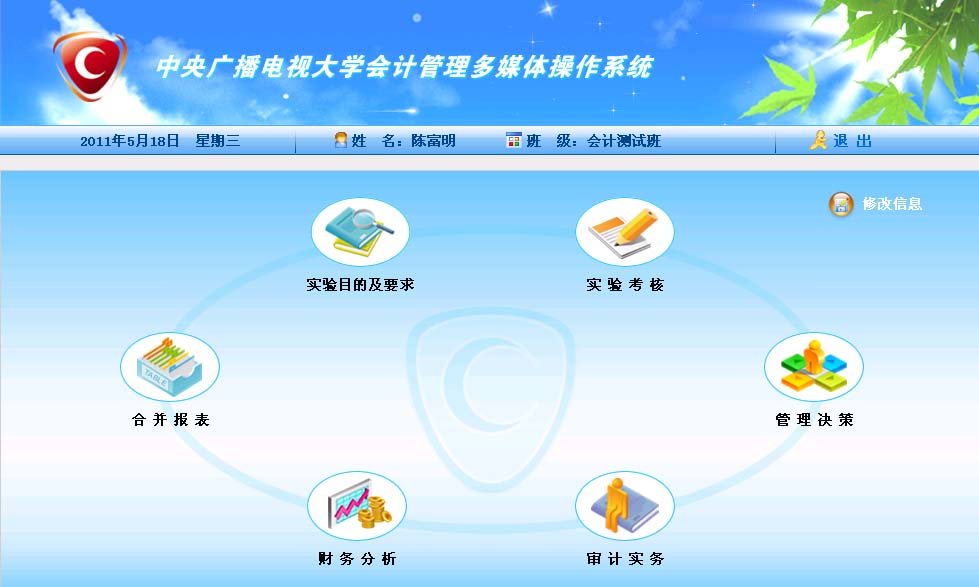 中央广播电视大学会计管理多媒体操作系统
2011年5月18日 星期三 姓 名：陈富明 班 级：会计测试班 退 出
修改信息
实验目的及要求 实 验 考 核
TABLE
合 并 报 表 管 理 决 策
财 务 分 析 审 计 实 务